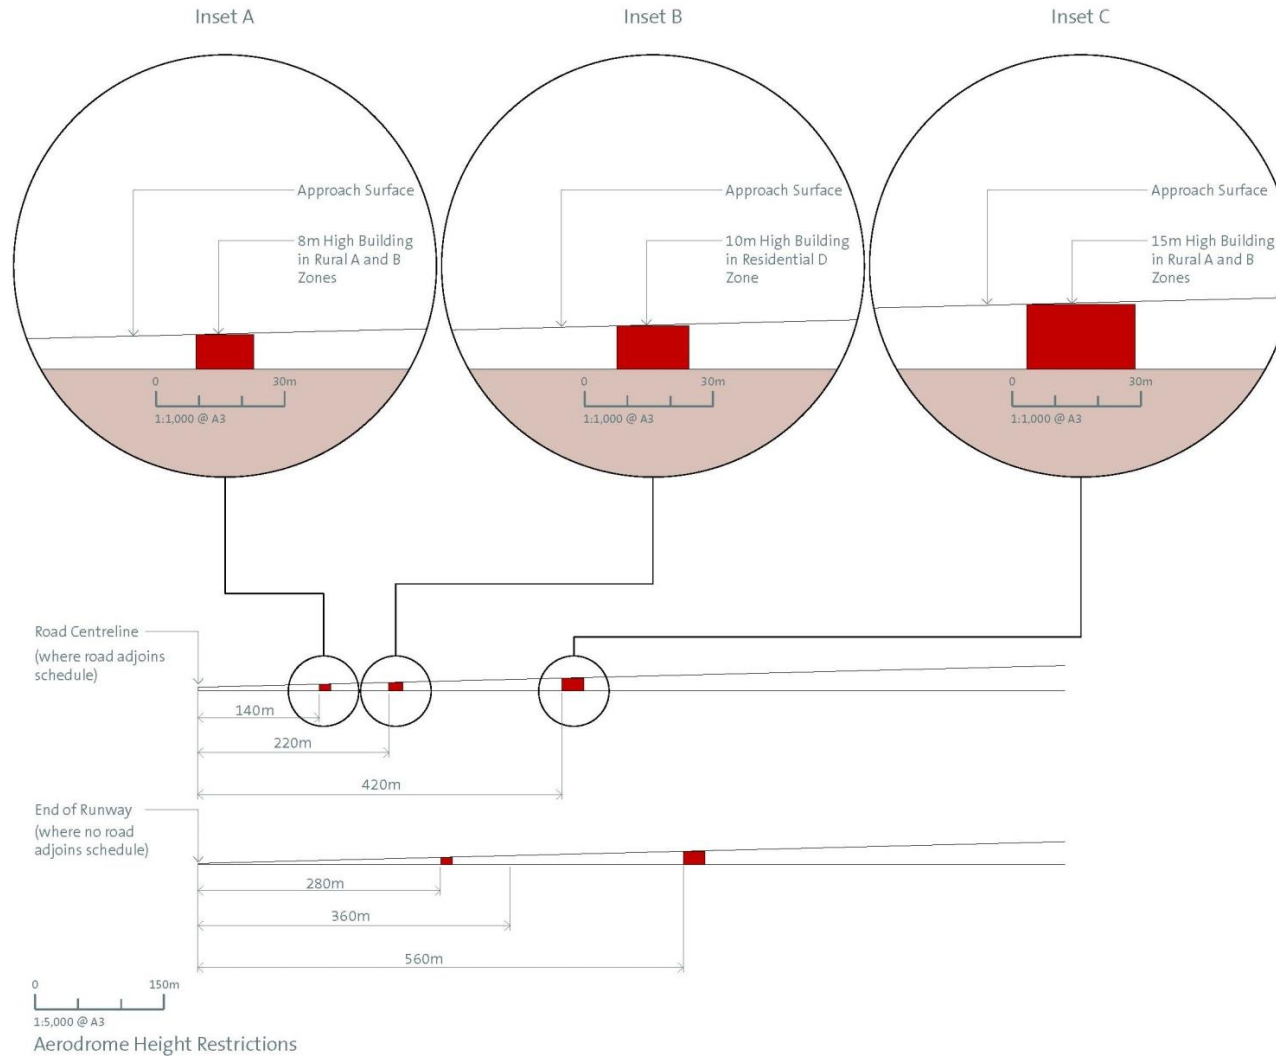 Inset A
Inset B
Inset C
Approach Surface
8m High Building
in Rural A and B
Zones
0 30m
1:1,000 @ A3
Approach Surface
10m High Building
in Residential D
Zone
0 30m
1:1,000 @ A3
Approach Surface
15m High Building
in Rural A and B
Zones
0 30m
1:1,000 @ A3
Road Centreline
(where road adjoins
schedule)
140m
220m
420m
End of Runway
(where no road
adjoins schedule)
280m
360m
560m
0 150m
1:5,000 @ A3
Aerodrome Height Restrictions